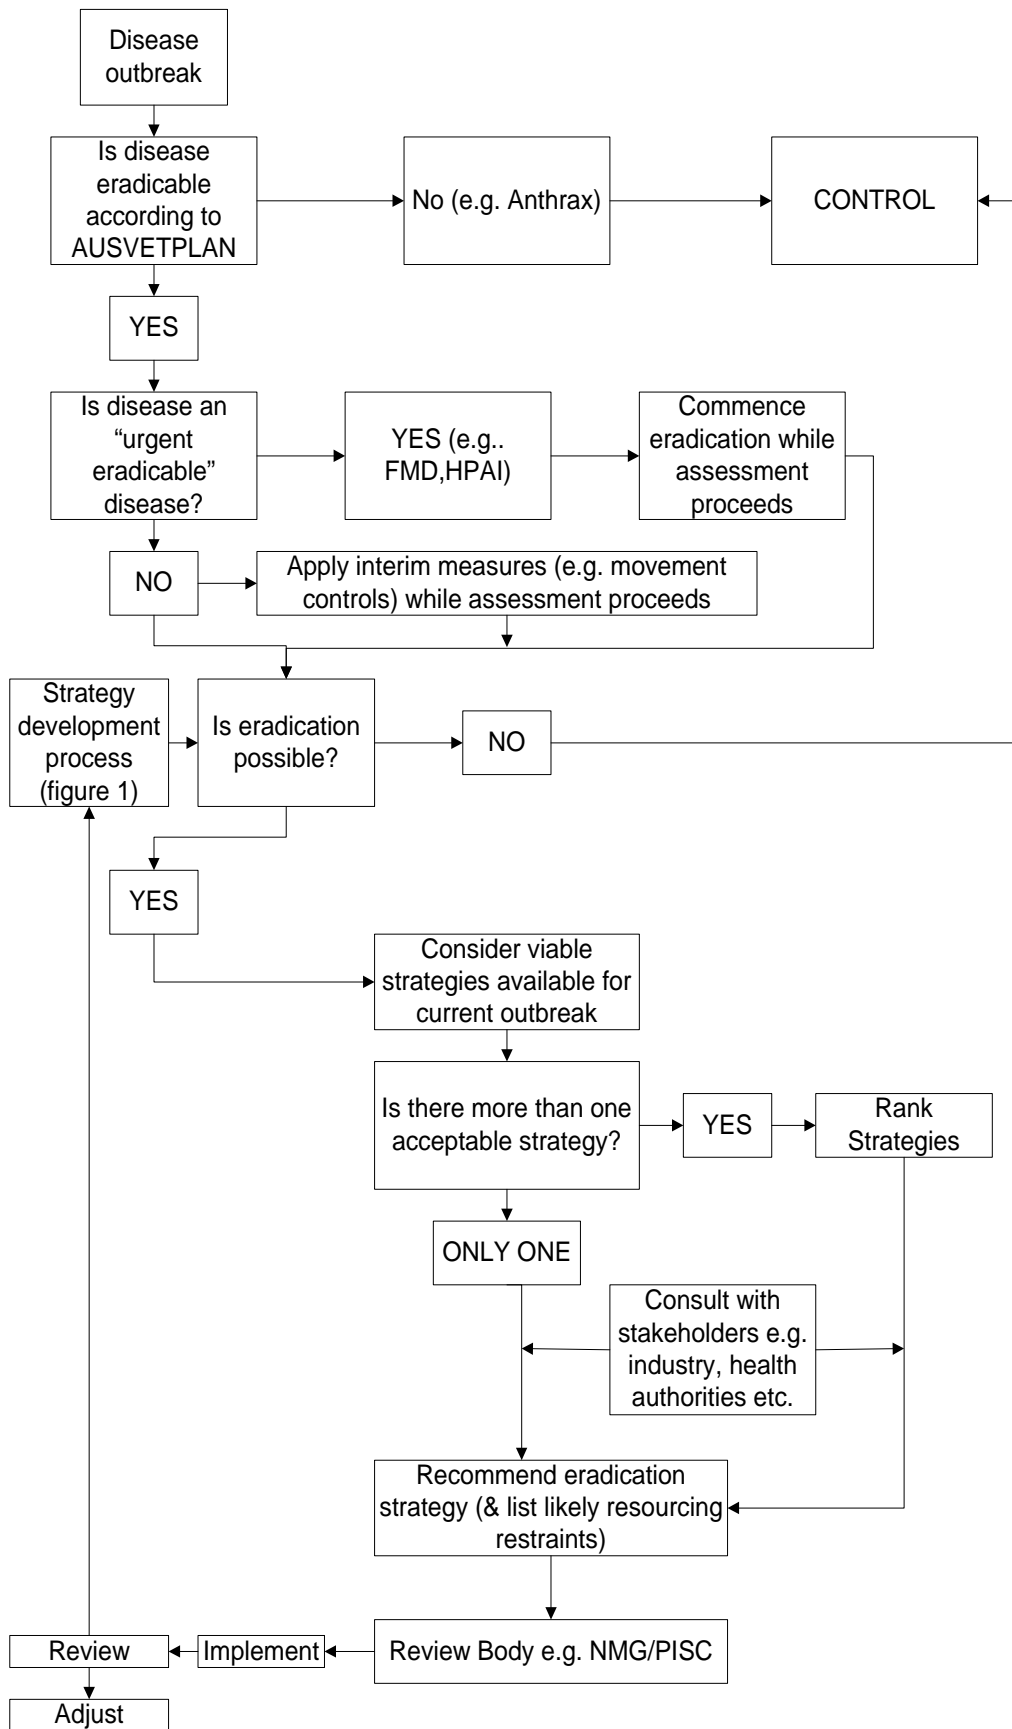 Disease
outbreak
Is disease
eradicable
according to
AUSVETPLAN
No (e.g. Anthrax)
CONTROL
YES
Is disease an
“urgent
eradicable”
disease?
YES (e.g..
FMD,HPAI)
Commence
eradication while
assessment
proceeds
NO
Apply interim measures (e.g. movement
controls) while assessment proceeds
Strategy
development
process
(figure 1)
Is eradication
possible?
NO
YES
Consider viable
strategies available for
current outbreak
Is there more than one
acceptable strategy?
YES
Rank
Strategies
ONLY ONE
Consult with
stakeholders e.g.
industry, health
authorities etc.
Recommend eradication
strategy (& list likely resourcing
restraints)
Review Body e.g. NMG/PISC
Implement
Review
Adjust